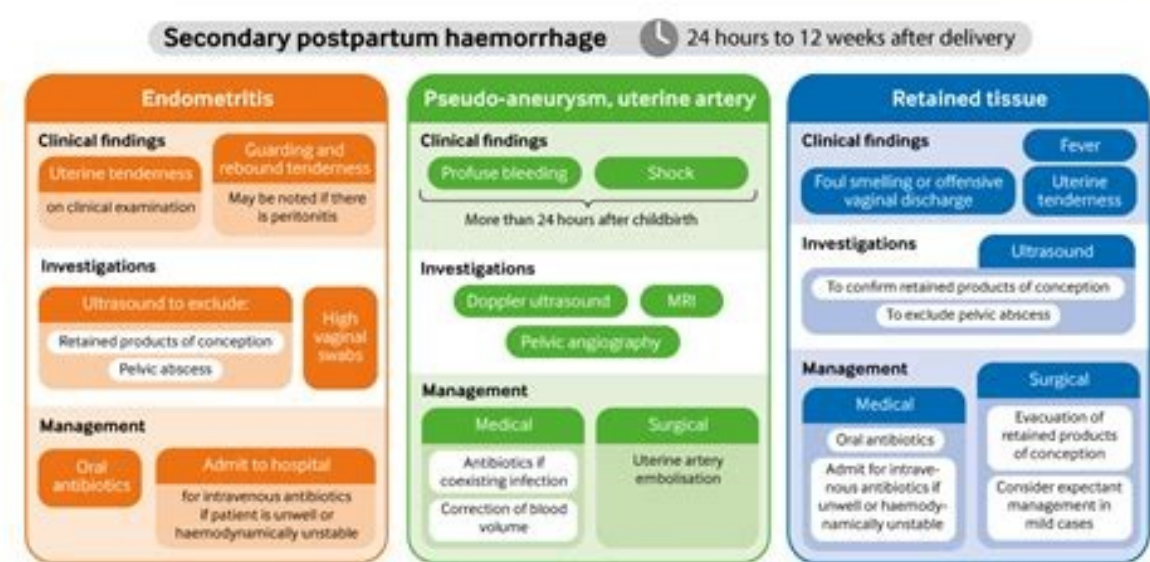 Secondary postpartum haemorrhage 24 hours to 12 weeks after delivery
Endometritis
Clinical findings
Uterine tenderness
on clinical examination
Guarding and
rebound tenderness
May be noted if there
is peritonitis
Investigations
Ultrasound to exclude:
Retained products of conception
Pelvic abscess
High
vaginal
swabs
Management
Oral
antibiotics
Admit to hospital
for intravenous antibiotics
if patient is unwell or
haemodynamically unstable
Pseudo-aneurysm, uterine artery
Clinical findings
Profuse bleeding
Shock
More than 24 hours after childbirth
Investigations
Doppler ultrasound
MRI
Pelvic angiography
Management
Medical
Antibiotics if
coexisting infection
Correction of blood
volume
Surgical
Uterine artery
embolisation
Retained tissue
Clinical findings
Fever
Foul smelling or offensive
vaginal discharge
Uterine
tenderness
Investigations
Ultrasound
To confirm retained products of conception
To exclude pelvic abscess
Management
Medical
Oral antibiotics
Admit for intrave-
nous antibiotics if
unwell or haemody-
namically unstable
Surgical
Evacuation of
retained products
of conception
Consider expectant
management in
mild cases